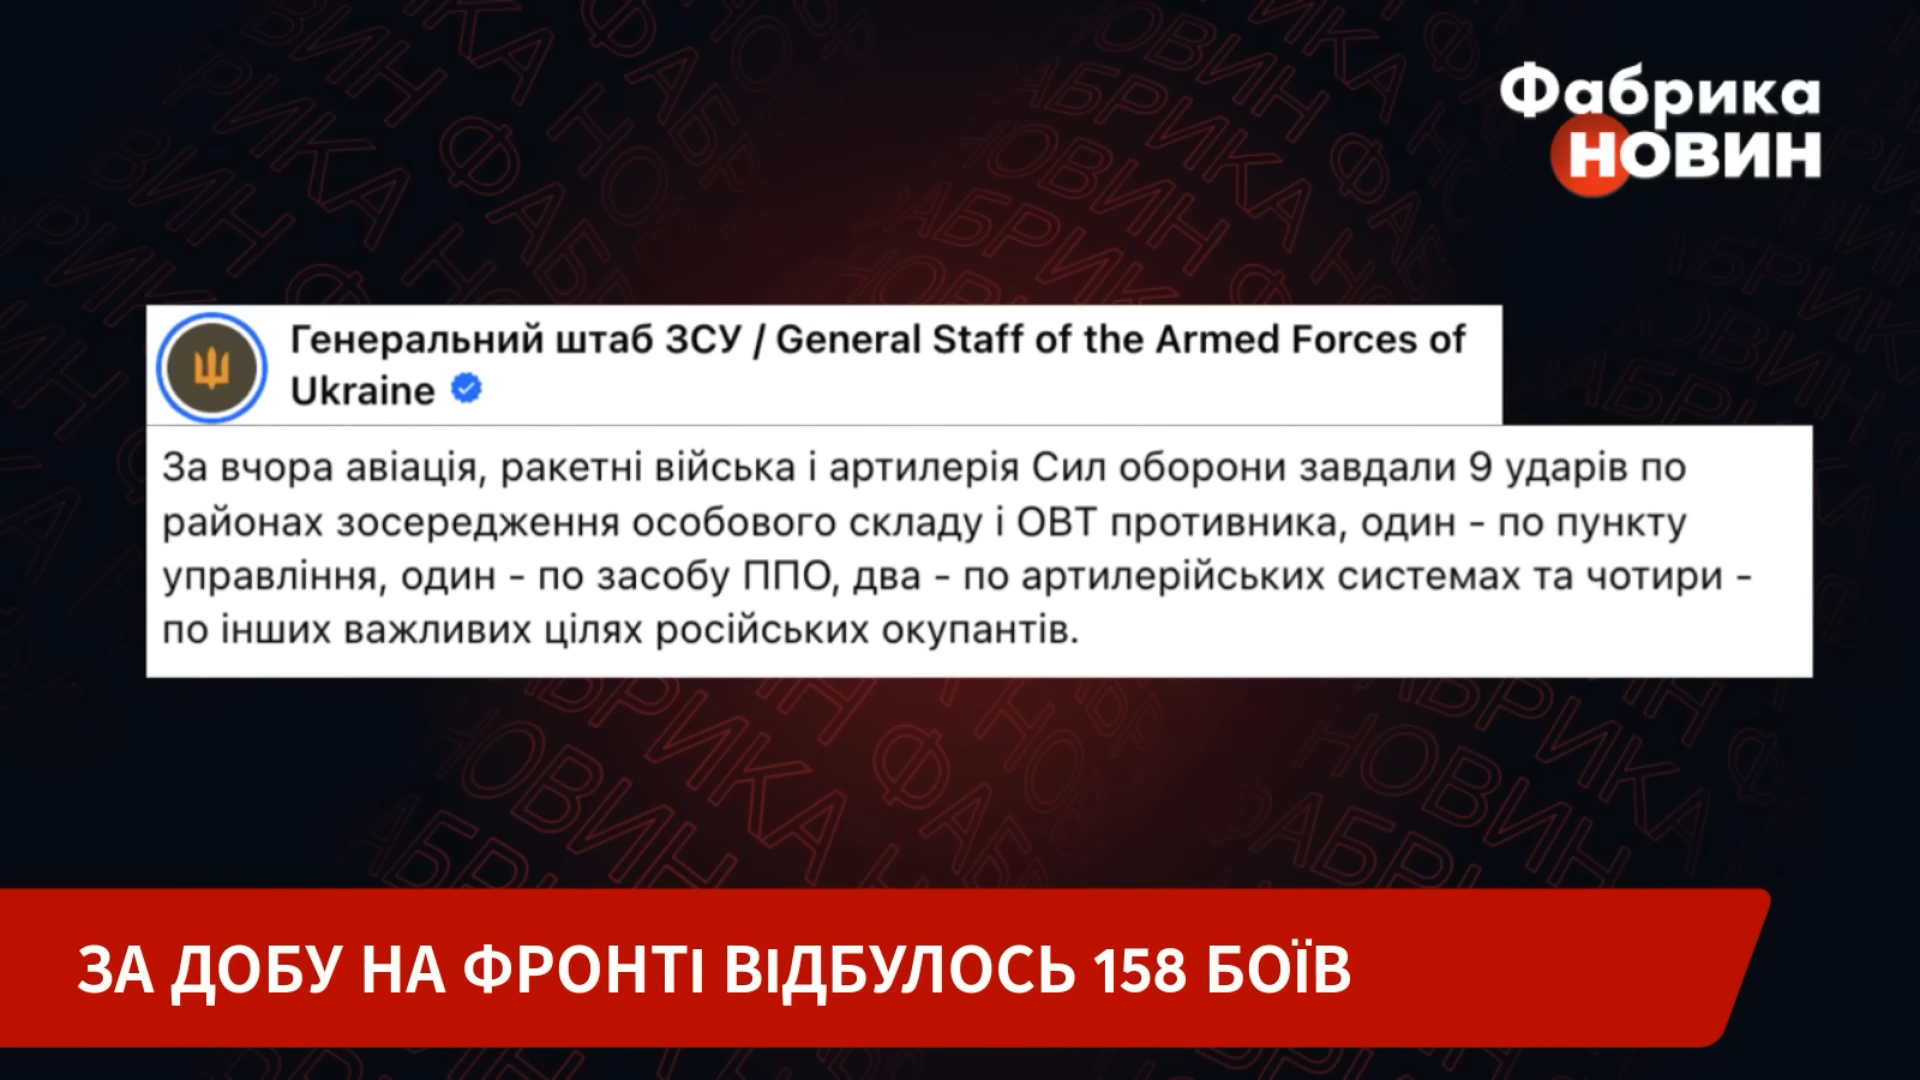 Фабрика
новин
Генеральний штаб ЗСУ / General Staff of the Armed Forces of
Ukraine
За вчора авіація, ракетні війська і артилерія Сил оборони завдали 9 ударів по
районах зосередження особового складу і ОВТ противника, один - по пункту
управління, один - по засобу ППО, два - по артилерійських системах та чотири -
по інших важливих цілях російських окупантів.
ЗА ДОБУ НА ФРОНТІ ВІДБУЛОСЬ 158 БОЇВ